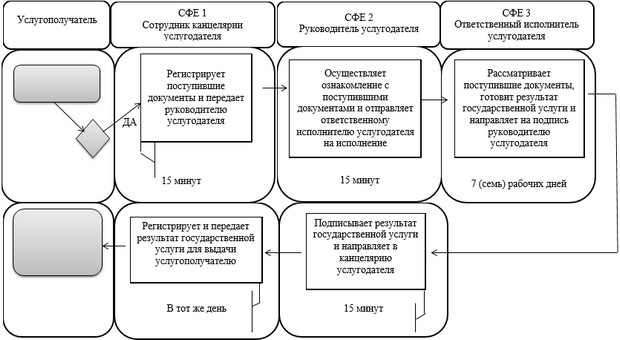 Услугополучатель
СФЕ 1
Сотрудник канцелярии
услугодателя
СФЕ 2
Руководитель услугодателя
СФЕ 3
Ответственный исполнитель
услугодателя
ДА
Регистрирует
поступившие
документы и передает
руководителю
услугодателя
15 минут
Осуществляет
ознакомление с
поступившими
документами и отправляет
ответственному
исполнителю услугодателя
на исполнение
15 минут
Рассматривает
поступившие документы,
готовит результат
государственной услуги и
направляет на подпись
руководителю
услугодателя
7 (семь) рабочих дней
Регистрирует и передает
результат государственной
услуги для выдачи
услугополучателю
В тот же день
Подписывает результат
государственной услуги
и направляет в
канцелярию
услугодателя
15 минут